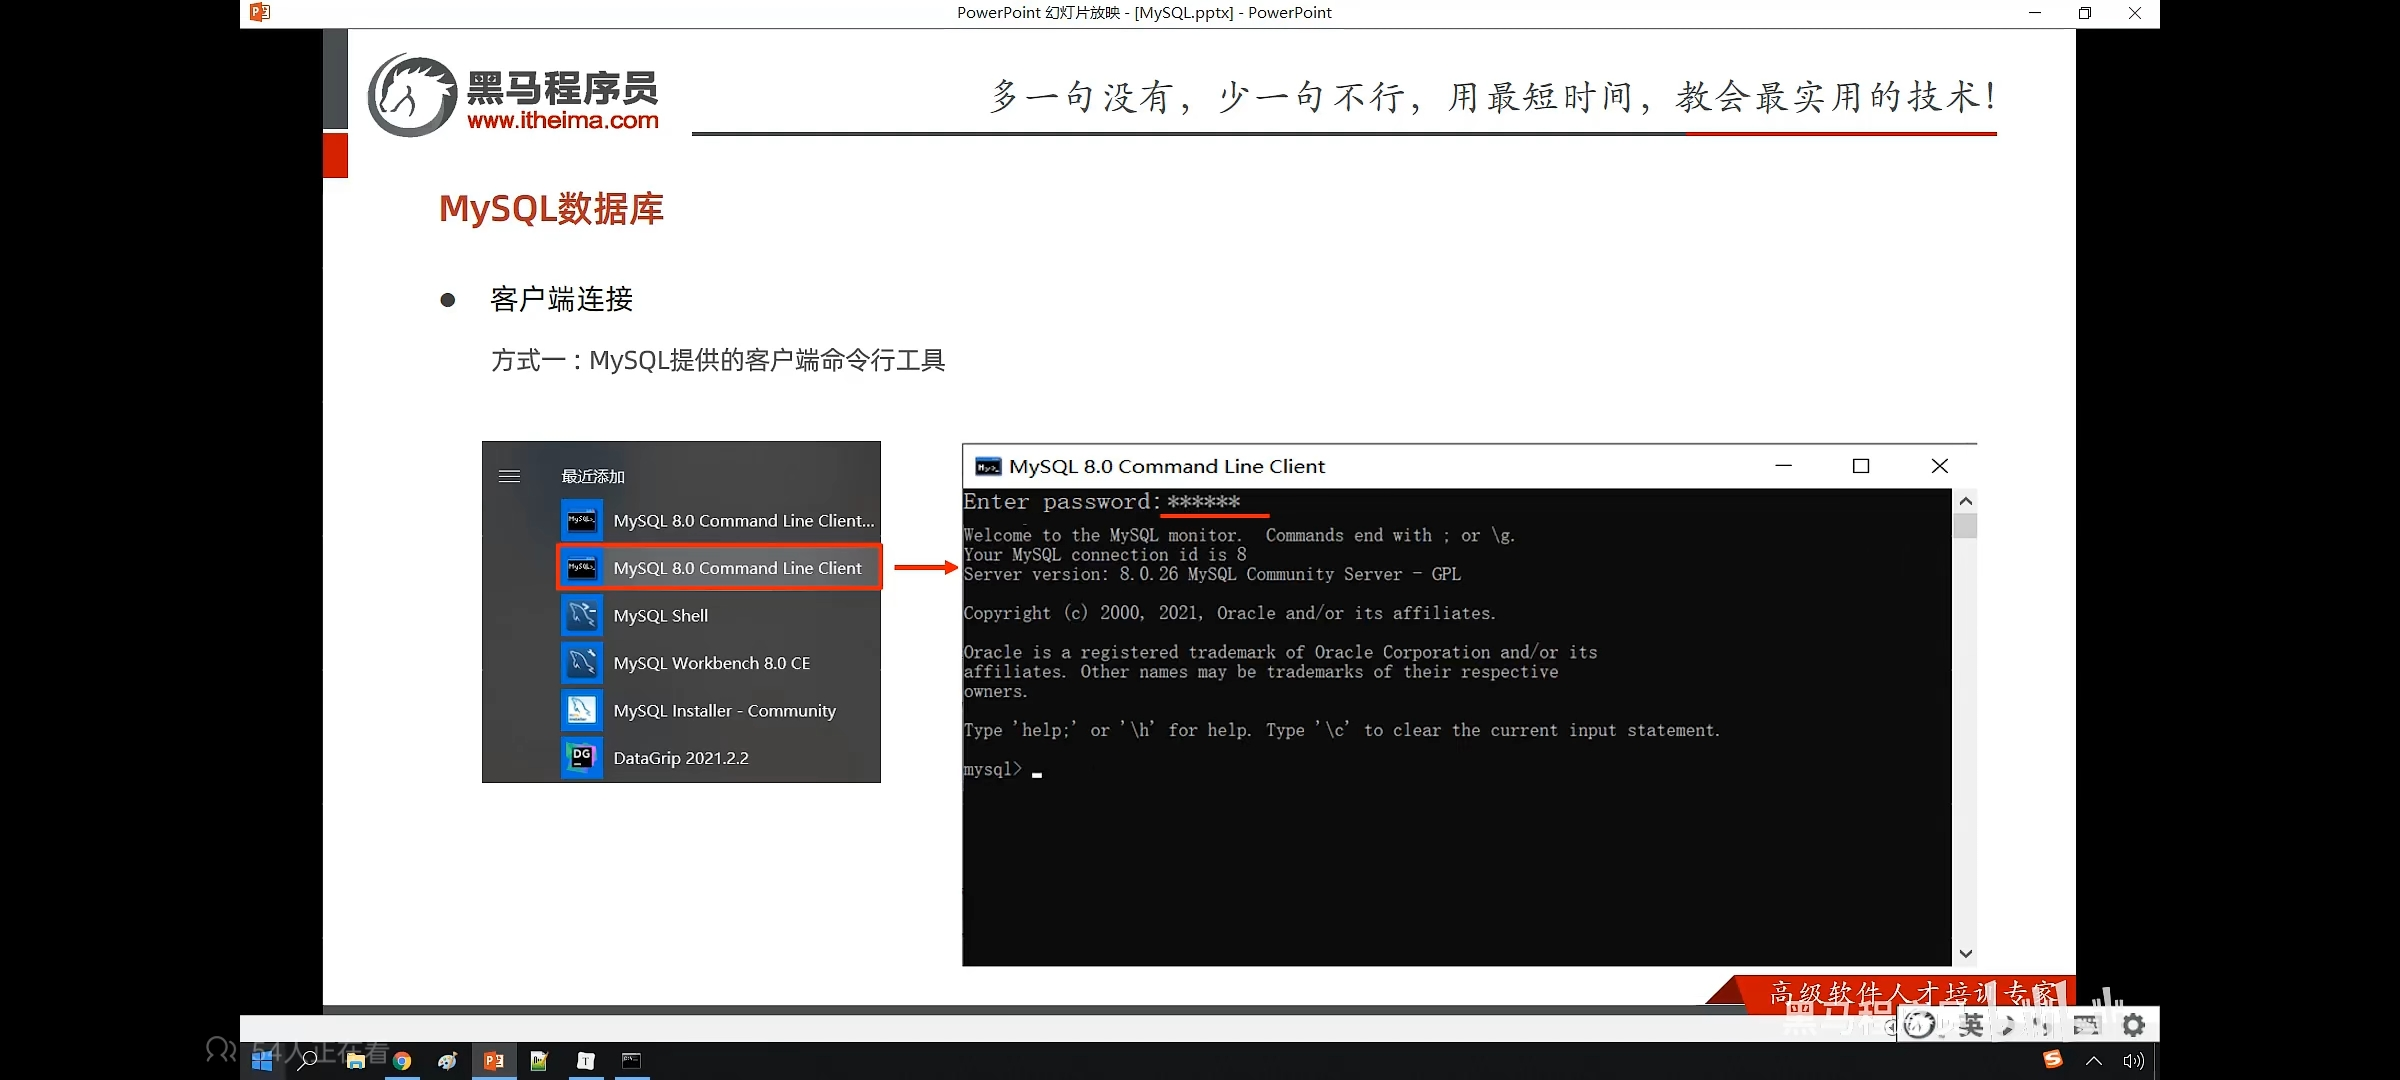 PowerPoint 幻灯片放映 - [MySQL.pptx] - PowerPoint
黑马程序员
www.itheima.com
多一句没有，少一句不行，用最短时间，教会最实用的技术！
MySQL数据库
● 客户端连接
方式一：MySQL提供的客户端命令行工具
最近添加
MySQL 8.0 Command Line Client...
MySQL 8.0 Command Line Client
MySQL Shell
MySQL Workbench 8.0 CE
MySQL Installer - Community
DataGrip 2021.2.2
MySQL 8.0 Command Line Client
Enter password:******
Welcome to the MySQL monitor.  Commands end with ; or \g.
Your MySQL connection id is 8
Server version: 8.0.26 MySQL Community Server - GPL
Copyright (c) 2000, 2021, Oracle and/or its affiliates.
Oracle is a registered trademark of Oracle Corporation and/or its
affiliates. Other names may be trademarks of their respective
owners.
Type 'help;' or '\h' for help. Type '\c' to clear the current input statement.
mysql>
高级软件人才培训专家
英
54人正在看